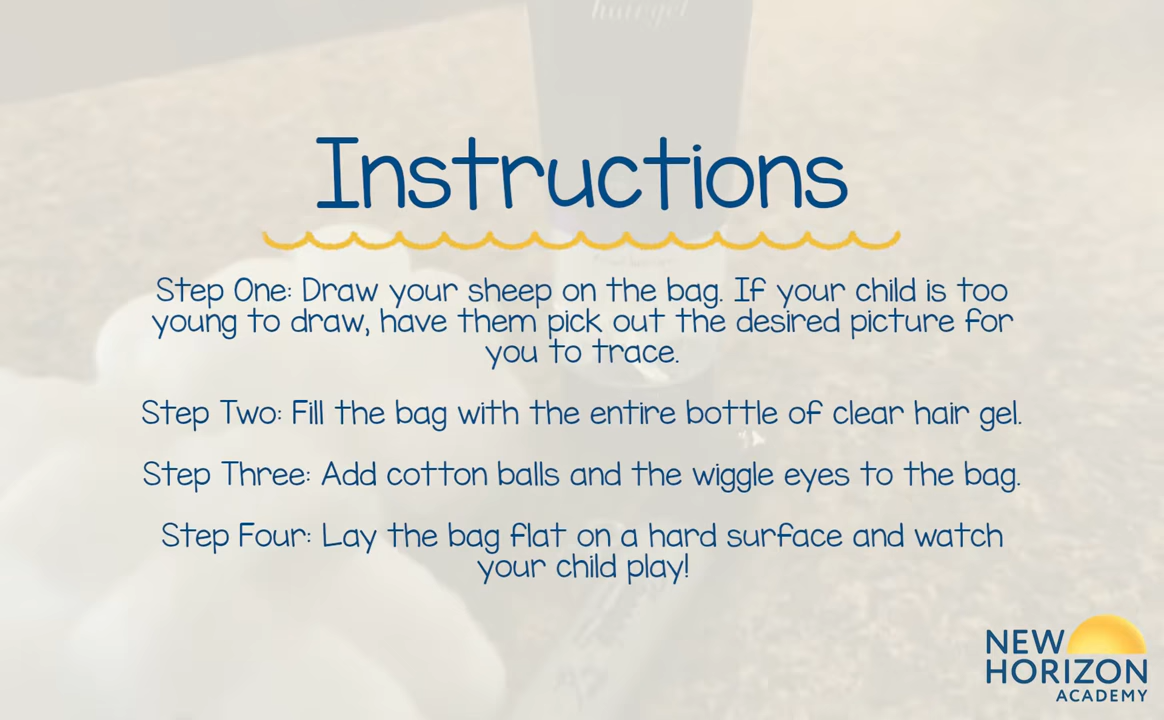 hair gel
Instructions
Step One: Draw your sheep on the bag. If your child is too
young to draw, have them pick out the desired picture for
you to trace.
Step Two: Fill the bag with the entire bottle of clear hair gel.
Step Three: Add cotton balls and the wiggle eyes to the bag.
Step Four: Lay the bag flat on a hard surface and watch
your child play!
NEW
HORIZON
ACADEMY